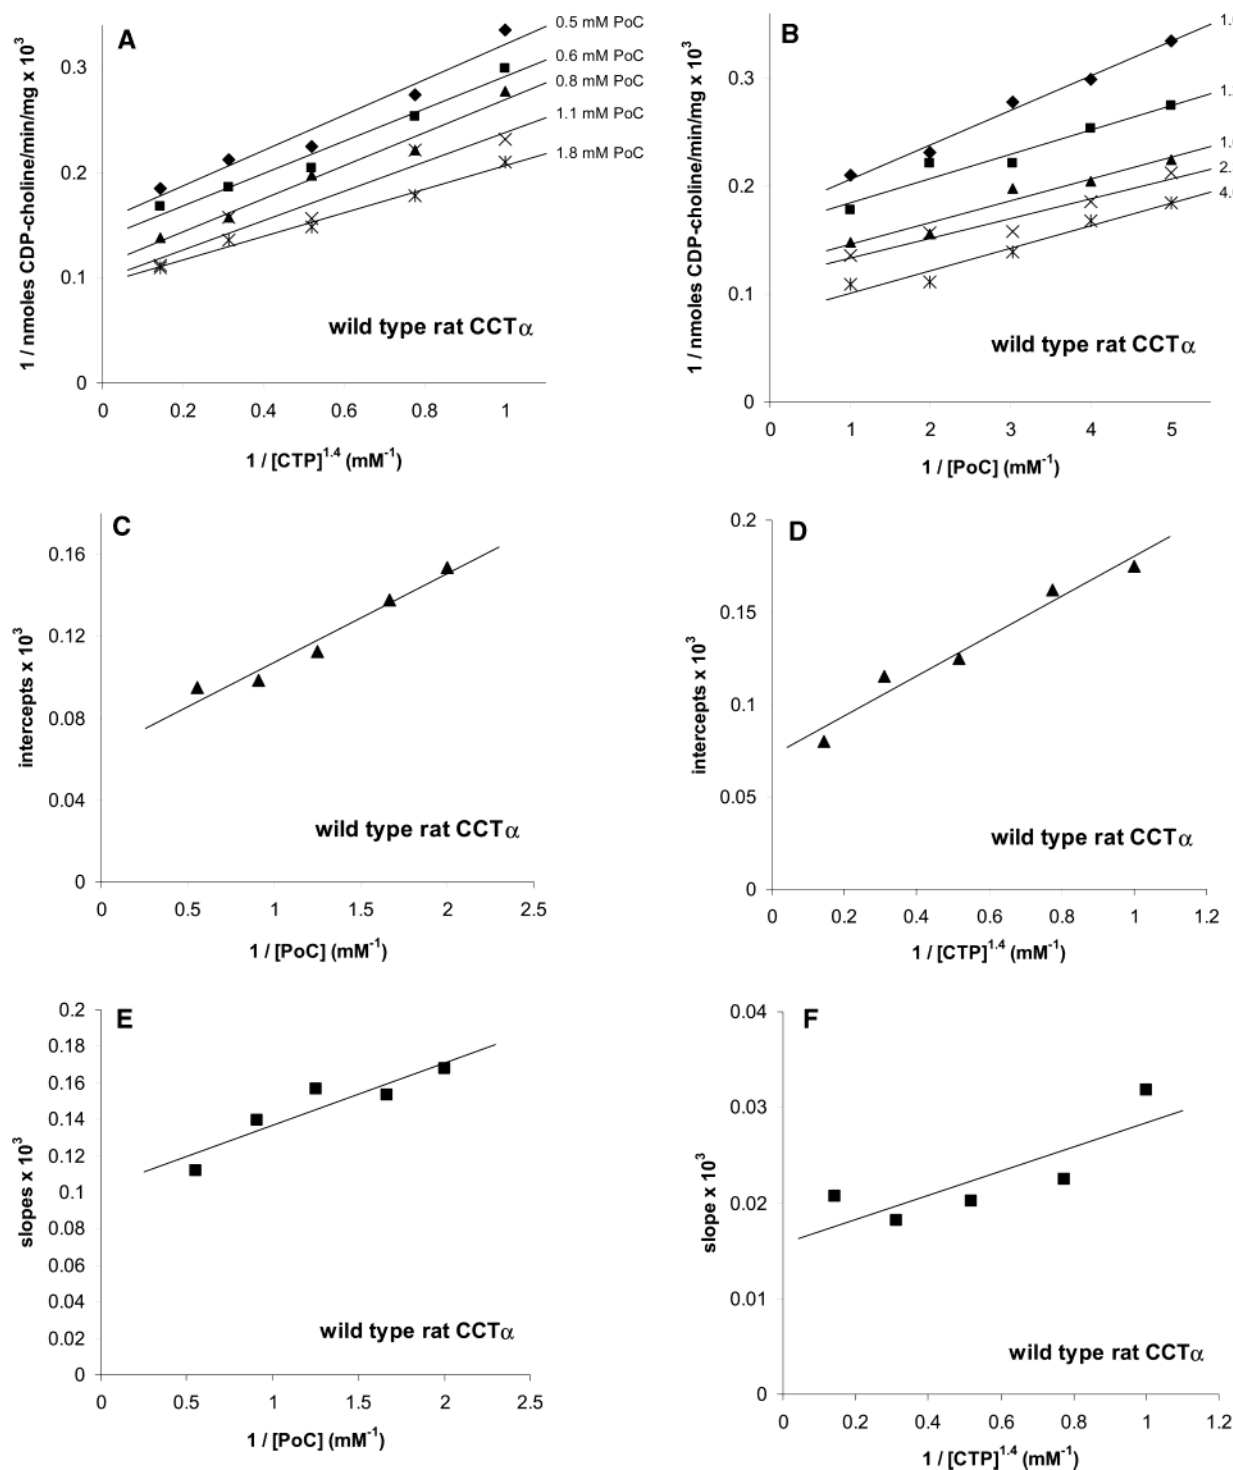 A
0.5 mM PoC
0.6 mM PoC
0.8 mM PoC
1.1 mM PoC
1.8 mM PoC
1 / nmoles CDP-choline/min/mg x 10³
0.3
0.2
0.1
0
0 0.2 0.4 0.6 0.8 1
wild type rat CCTα
1 / [CTP]¹·⁴ (mM⁻¹)
B
1 / nmoles CDP-choline/min/mg x 10³
0.4
0.3
0.2
0.1
0
0 1 2 3 4 5
wild type rat CCTα
1 / [PoC] (mM⁻¹)
C
intercepts x 10³
0.16
0.12
0.08
0.04
0
0 0.5 1 1.5 2 2.5
wild type rat CCTα
1 / [PoC] (mM⁻¹)
D
intercepts x 10³
0.2
0.15
0.1
0.05
0
0 0.2 0.4 0.6 0.8 1 1.2
wild type rat CCTα
1 / [CTP]¹·⁴ (mM⁻¹)
E
slopes x 10³
0.2
0.18
0.16
0.14
0.12
0.1
0.08
0.06
0.04
0.02
0
0 0.5 1 1.5 2 2.5
wild type rat CCTα
1 / [PoC] (mM⁻¹)
F
slope x 10³
0.04
0.03
0.02
0.01
0
0 0.2 0.4 0.6 0.8 1 1.2
wild type rat CCTα
1 / [CTP]¹·⁴ (mM⁻¹)